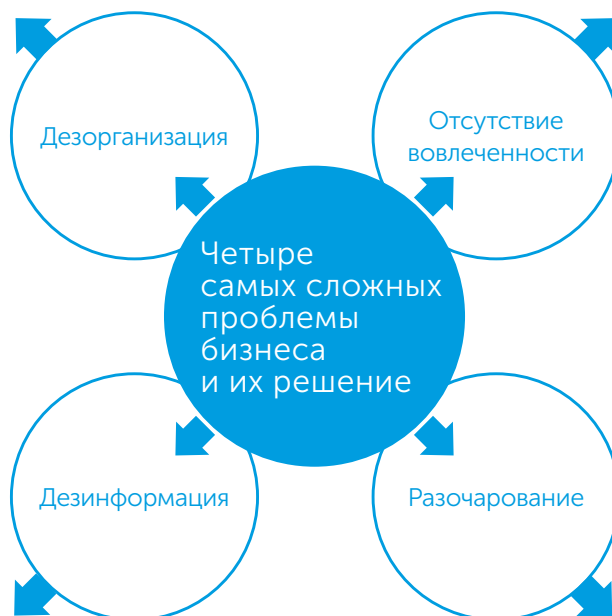 Дезорганизация
Отсутствие
вовлеченности
Четыре
самых сложных
проблемы
бизнеса
и их решение
Дезинформация
Разочарование